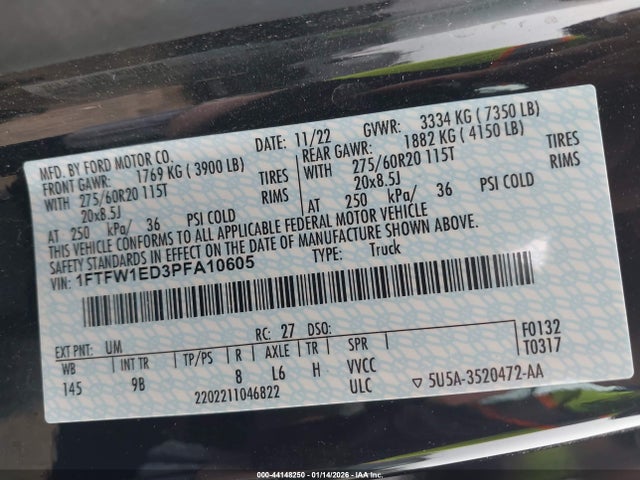 MFD. BY FORD MOTOR CO. DATE: 11/22 GVWR: 3334 KG ( 7350 LB)
FRONT GAWR: 1769 KG ( 3900 LB) REAR GAWR: 1882 KG ( 4150 LB)
WITH 275/60R20 115T TIRES WITH 275/60R20 115T TIRES
20x8.5J RIMS 20x8.5J RIMS
AT 250 kPa/ 36 PSI COLD AT 250 kPa/ 36 PSI COLD
THIS VEHICLE CONFORMS TO ALL APPLICABLE FEDERAL MOTOR VEHICLE
SAFETY STANDARDS IN EFFECT ON THE DATE OF MANUFACTURE SHOWN ABOVE.
VIN: 1FTFW1ED3PFA10605 TYPE: Truck
EXT PNT: UM RC: 27 DSO: F0132
WB INT TR TP/PS R AXLE TR SPR T0317
145 9B 8 L6 H VVCC
2202211046822 ULC 5U5A-3520472-AA
000-44148250 - 01/14/2026 - IAAI.COM